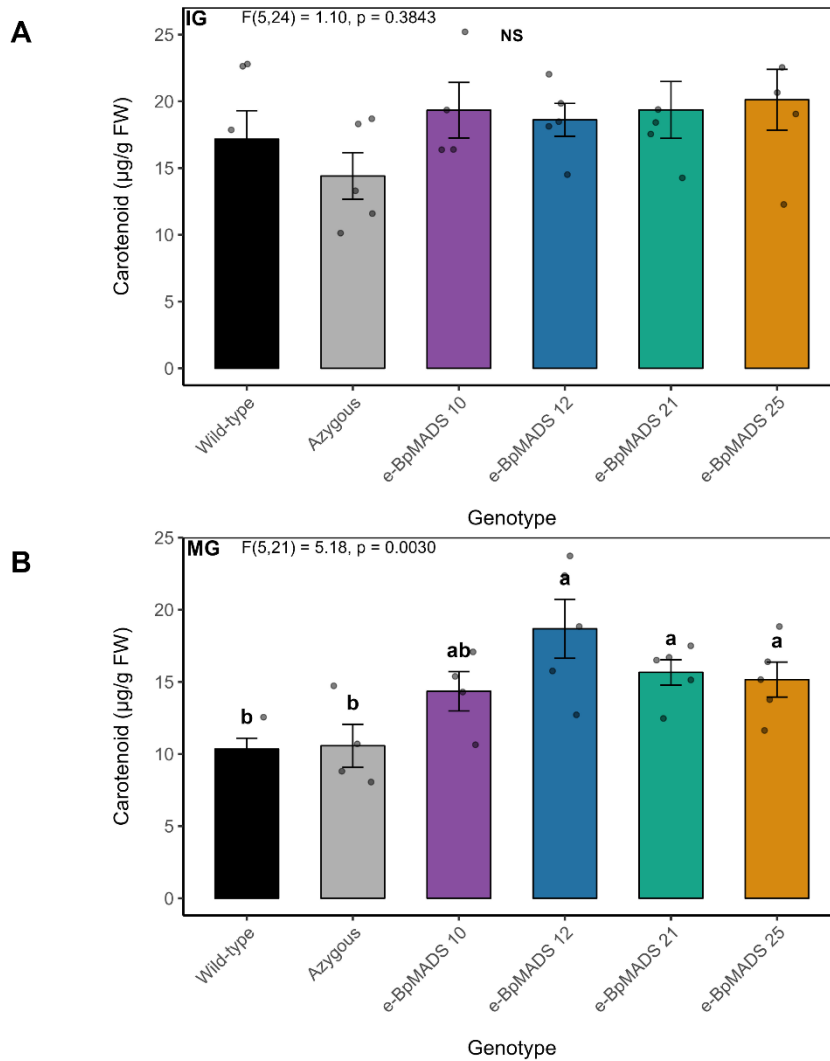 A
IG F(5,24) = 1.10, p = 0.3843
NS
Carotenoid (µg/g FW)
25
20
15
10
5
0
Wild-type
Azygous
e-BpMADS 10
e-BpMADS 12
e-BpMADS 21
e-BpMADS 25
Genotype
B
MG F(5,21) = 5.18, p = 0.0030
Carotenoid (µg/g FW)
25
20
15
10
5
0
b
b
ab
a
a
a
Wild-type
Azygous
e-BpMADS 10
e-BpMADS 12
e-BpMADS 21
e-BpMADS 25
Genotype